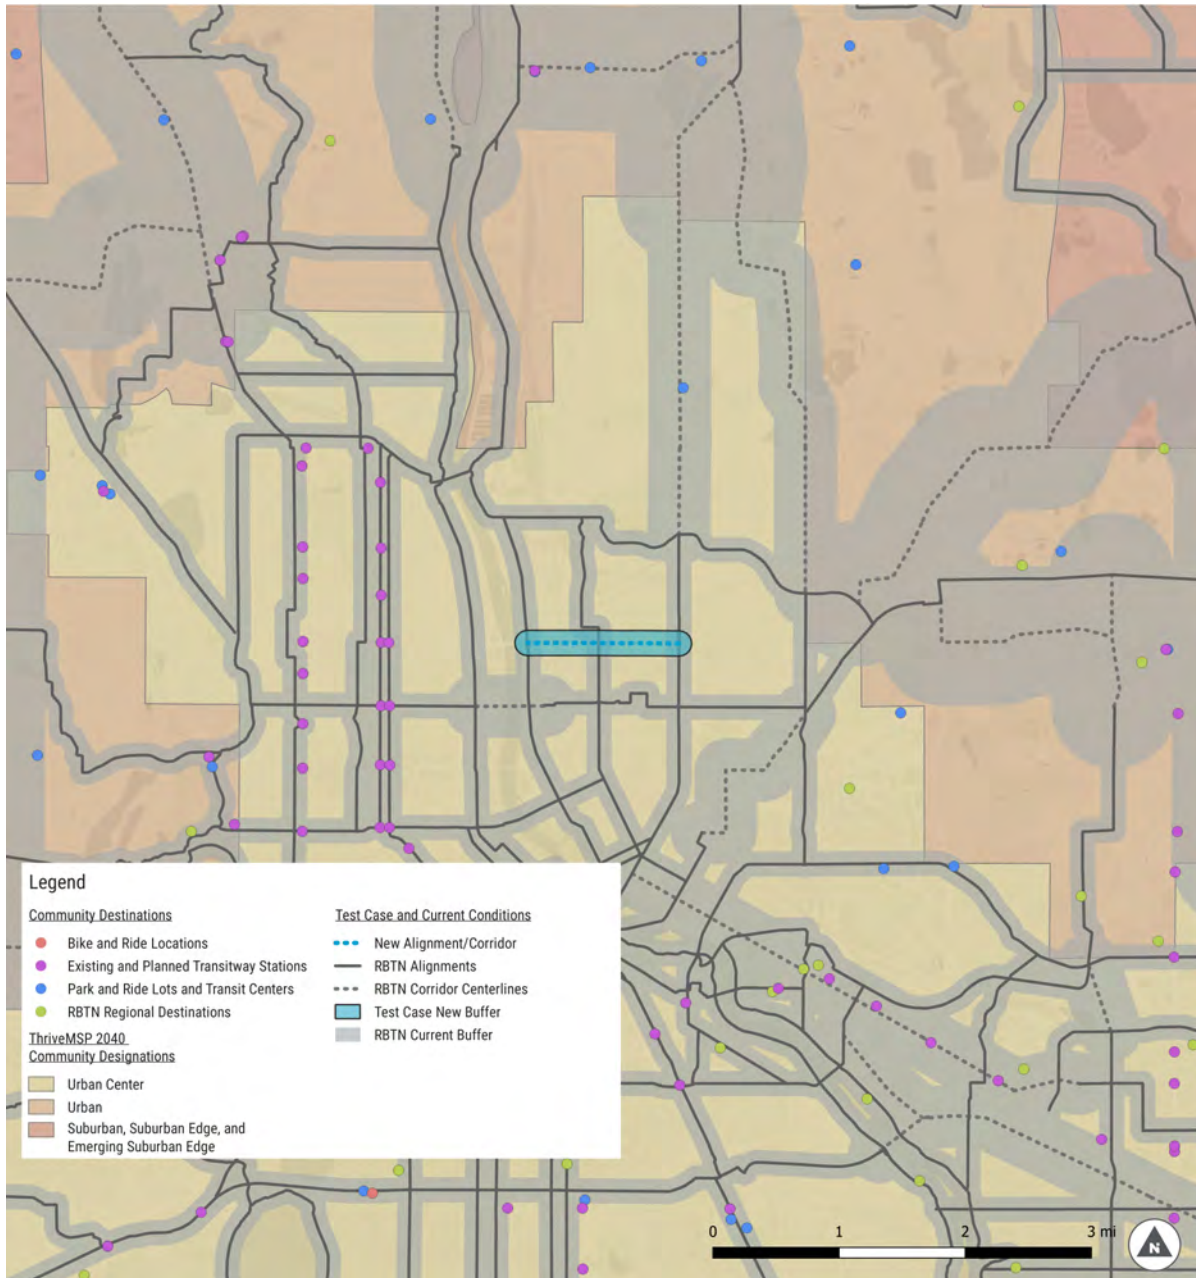 Legend
Community Destinations
Bike and Ride Locations
Existing and Planned Transitway Stations
Park and Ride Lots and Transit Centers
RBTN Regional Destinations
ThriveMSP 2040
Community Designations
Urban Center
Urban
Suburban, Suburban Edge, and
Emerging Suburban Edge
Test Case and Current Conditions
New Alignment/Corridor
RBTN Alignments
RBTN Corridor Centerlines
Test Case New Buffer
RBTN Current Buffer
0 1 2 3 mi
N